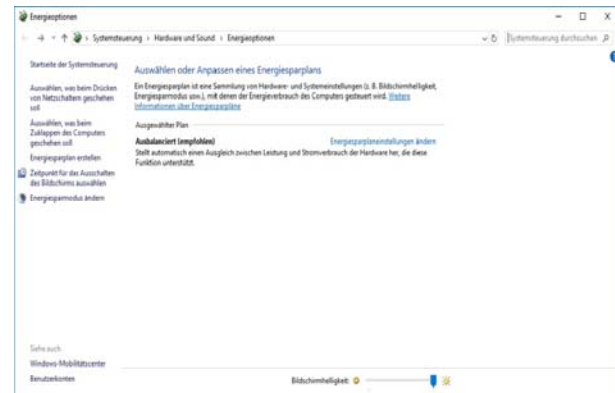 Energieoptionen
Systemsteuerung › Hardware und Sound › Energieoptionen
Systemsteuerung durchsuchen
Startseite der Systemsteuerung
Auswählen, was beim Drücken
von Netzschaltern geschehen
soll
Auswählen, was beim
Zuklappen des Computers
geschehen soll
Energiesparplan erstellen
Zeitpunkt für das Ausschalten
des Bildschirms auswählen
Energiesparmodus ändern
Auswählen oder Anpassen eines Energiesparplans
Ein Energiesparplan ist eine Sammlung von Hardware- und Systemeinstellungen (z. B. Bildschirmhelligkeit,
Energiesparmodus usw.), mit denen der Energieverbrauch des Computers gesteuert wird. Weitere
Informationen über Energiesparpläne
Ausgewählter Plan
Ausbalanciert (empfohlen) Energiesparplaneinstellungen ändern
Stellt automatisch einen Ausgleich zwischen Leistung und Stromverbrauch der Hardware her, die diese
Funktion unterstützt.
Siehe auch
Windows-Mobilitätscenter
Benutzerkonten
Bildschirmhelligkeit: